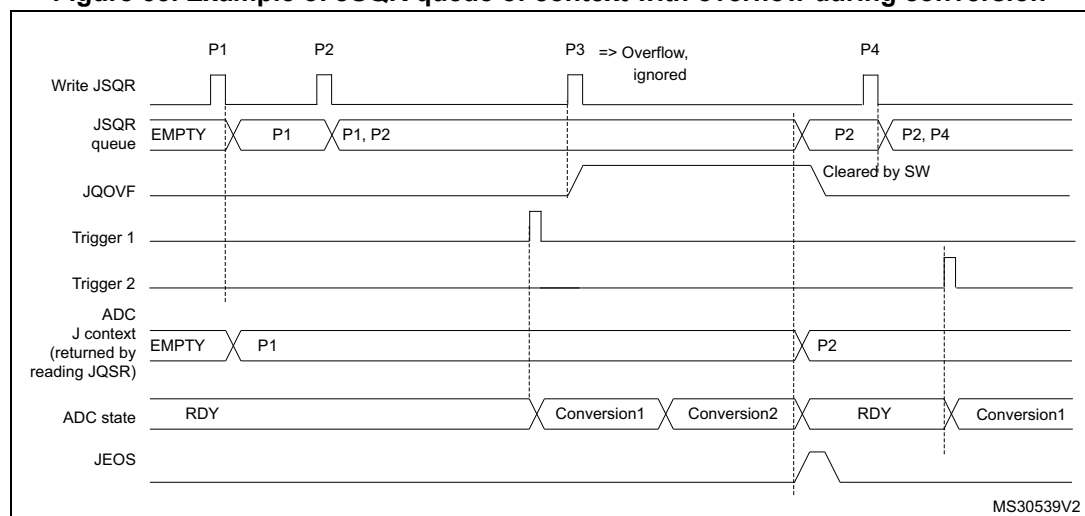 P1 P2 P3 => Overflow,
ignored
Write JSQR
JSQR
queue
EMPTY P1 P1, P2 P2 P2, P4
P4
JQOVF
Cleared by SW
Trigger 1
Trigger 2
ADC
J context
(returned by
reading JQSR)
EMPTY P1 P2
ADC state RDY Conversion1 Conversion2 RDY Conversion1
JEOS
MS30539V2